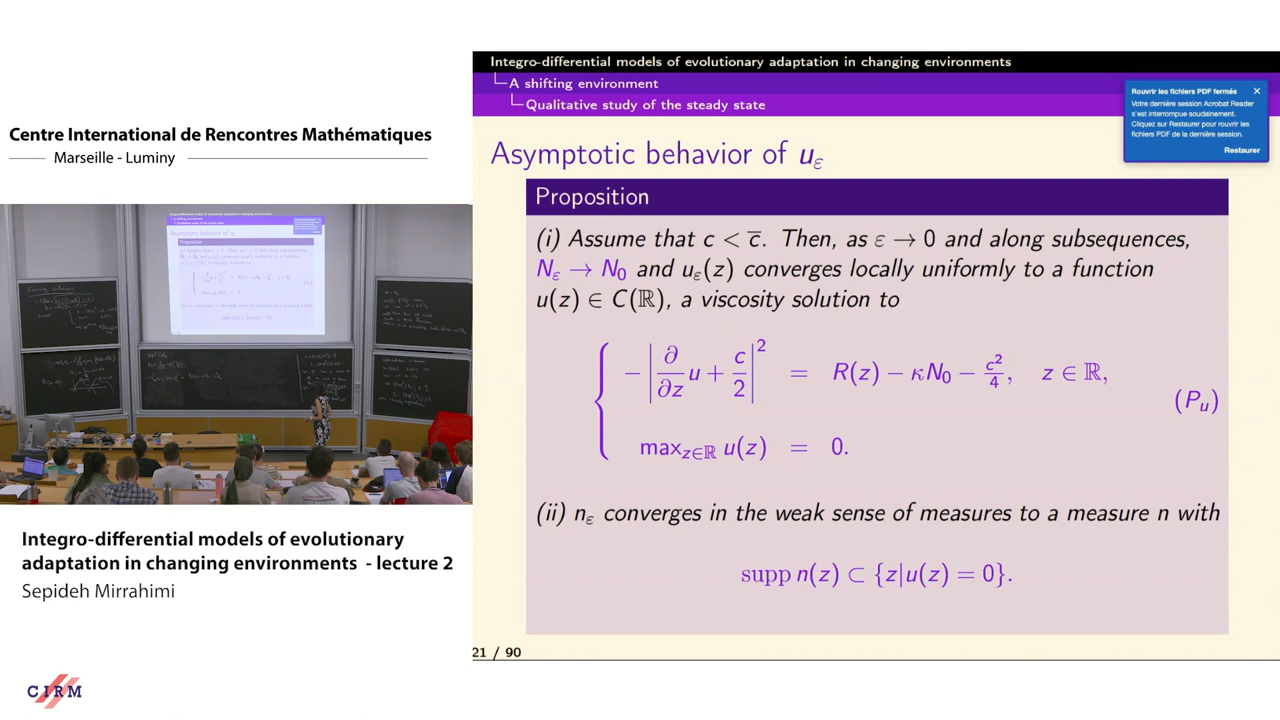 Centre International de Rencontres Mathématiques
Marseille - Luminy
Integro-differential models of evolutionary
adaptation in changing environments - lecture 2
Sepideh Mirrahimi
CIRM
Integro-differential models of evolutionary adaptation in changing environments
A shifting environment
Qualitative study of the steady state
Rouvrir les fichiers PDF fermés
Votre dernière session Acrobat Reader
s'est interrompue soudainement.
Cliquez sur Restaurer pour rouvrir les
fichiers PDF de la dernière session.
Restaurer
Asymptotic behavior of u_ε
Proposition
(i) Assume that c < c̅. Then, as ε → 0 and along subsequences,
N_ε → N_0 and u_ε(z) converges locally uniformly to a function
u(z) ∈ C(ℝ), a viscosity solution to
−|∂/∂z u + c/2|² = R(z) − κN_0 − c²/4, z ∈ ℝ,
(P_u)
max_{z∈ℝ} u(z) = 0.
(ii) n_ε converges in the weak sense of measures to a measure n with
supp n(z) ⊂ {z|u(z) = 0}.
21 / 90